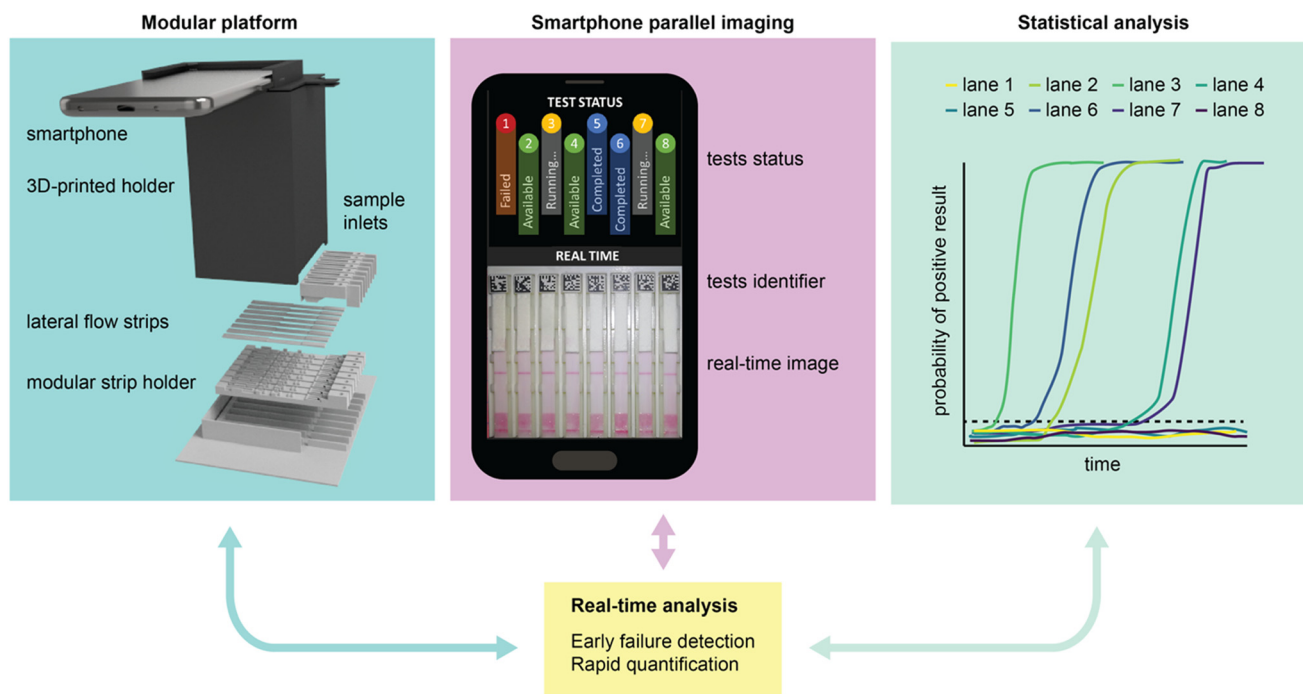 Modular platform
smartphone
3D-printed holder
sample
inlets
lateral flow strips
modular strip holder
Smartphone parallel imaging
TEST STATUS
1
2
3
4
5
6
7
8
Failed
Available
Running...
Available
Completed
Completed
Running...
Available
REAL TIME
tests status
tests identifier
real-time image
Statistical analysis
lane 1
lane 2
lane 3
lane 4
lane 5
lane 6
lane 7
lane 8
probability of positive result
time
Real-time analysis
Early failure detection
Rapid quantification